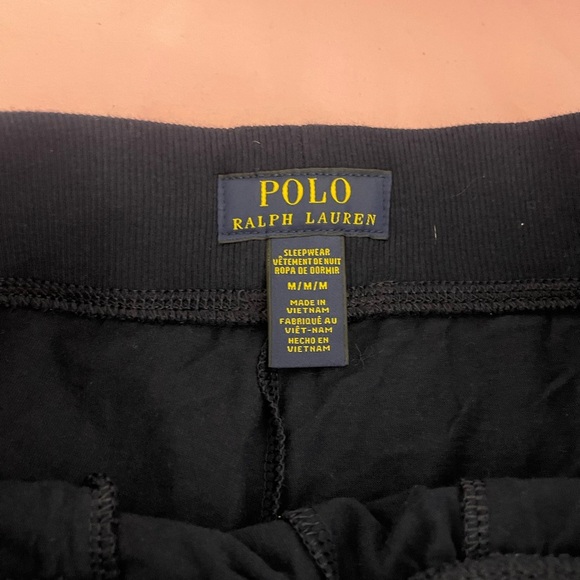 POLO
RALPH LAUREN
SLEEPWEAR
VÊTEMENT DE NUIT
ROPA DE DORMIR
M/M/M
MADE IN
VIETNAM
FABRIQUÉ AU
VIÊT-NAM
HECHO EN
VIETNAM